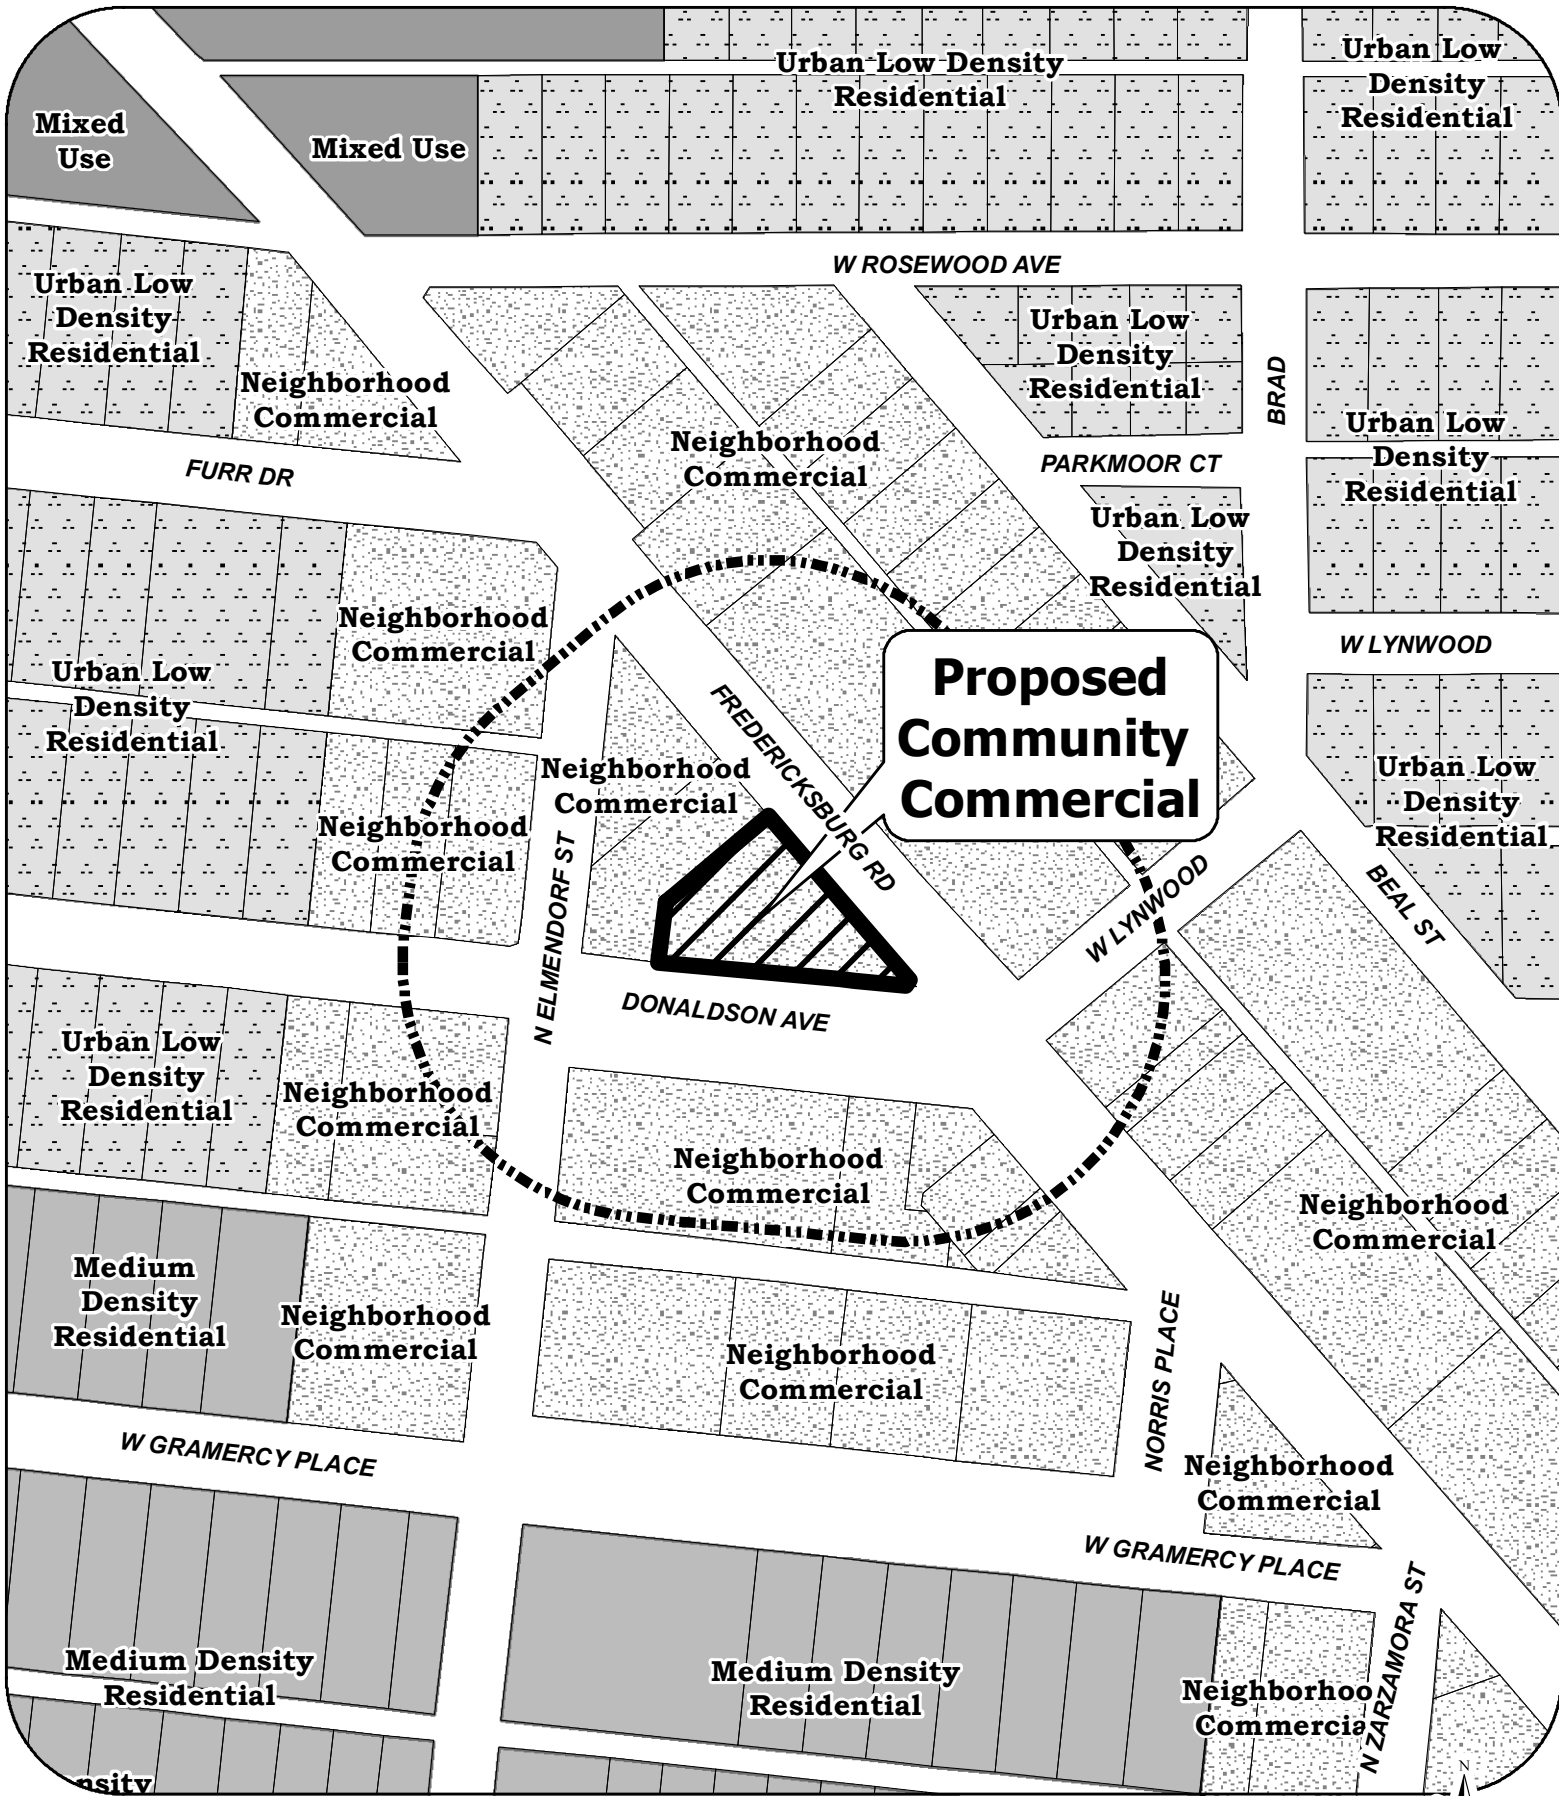 Urban Low Density
Residential
Urban Low
Density
Residential
Mixed
Use
Mixed Use
W ROSEWOOD AVE
Urban Low
Density
Residential
Neighborhood
Commercial
Urban Low
Density
Residential
BRAD
Neighborhood
Commercial
Urban Low
Density
Residential
FURR DR
PARKMOOR CT
Urban Low
Density
Residential
Neighborhood
Commercial
W LYNWOOD
Urban Low
Density
Residential
Proposed
Community
Commercial
FREDERICKSBURG RD
Neighborhood
Commercial
Urban Low
Density
Residential
Neighborhood
Commercial
N ELMENDORF ST
W LYNWOOD
BEAL ST
DONALDSON AVE
Urban Low
Density
Residential
Neighborhood
Commercial
Neighborhood
Commercial
Neighborhood
Commercial
Medium
Density
Residential
Neighborhood
Commercial
Neighborhood
Commercial
NORRIS PLACE
W GRAMERCY PLACE
Neighborhood
Commercial
W GRAMERCY PLACE
Medium Density
Residential
Medium Density
Residential
Neighborhoo
Commercia
N ZARZAMORA ST
nsity
N